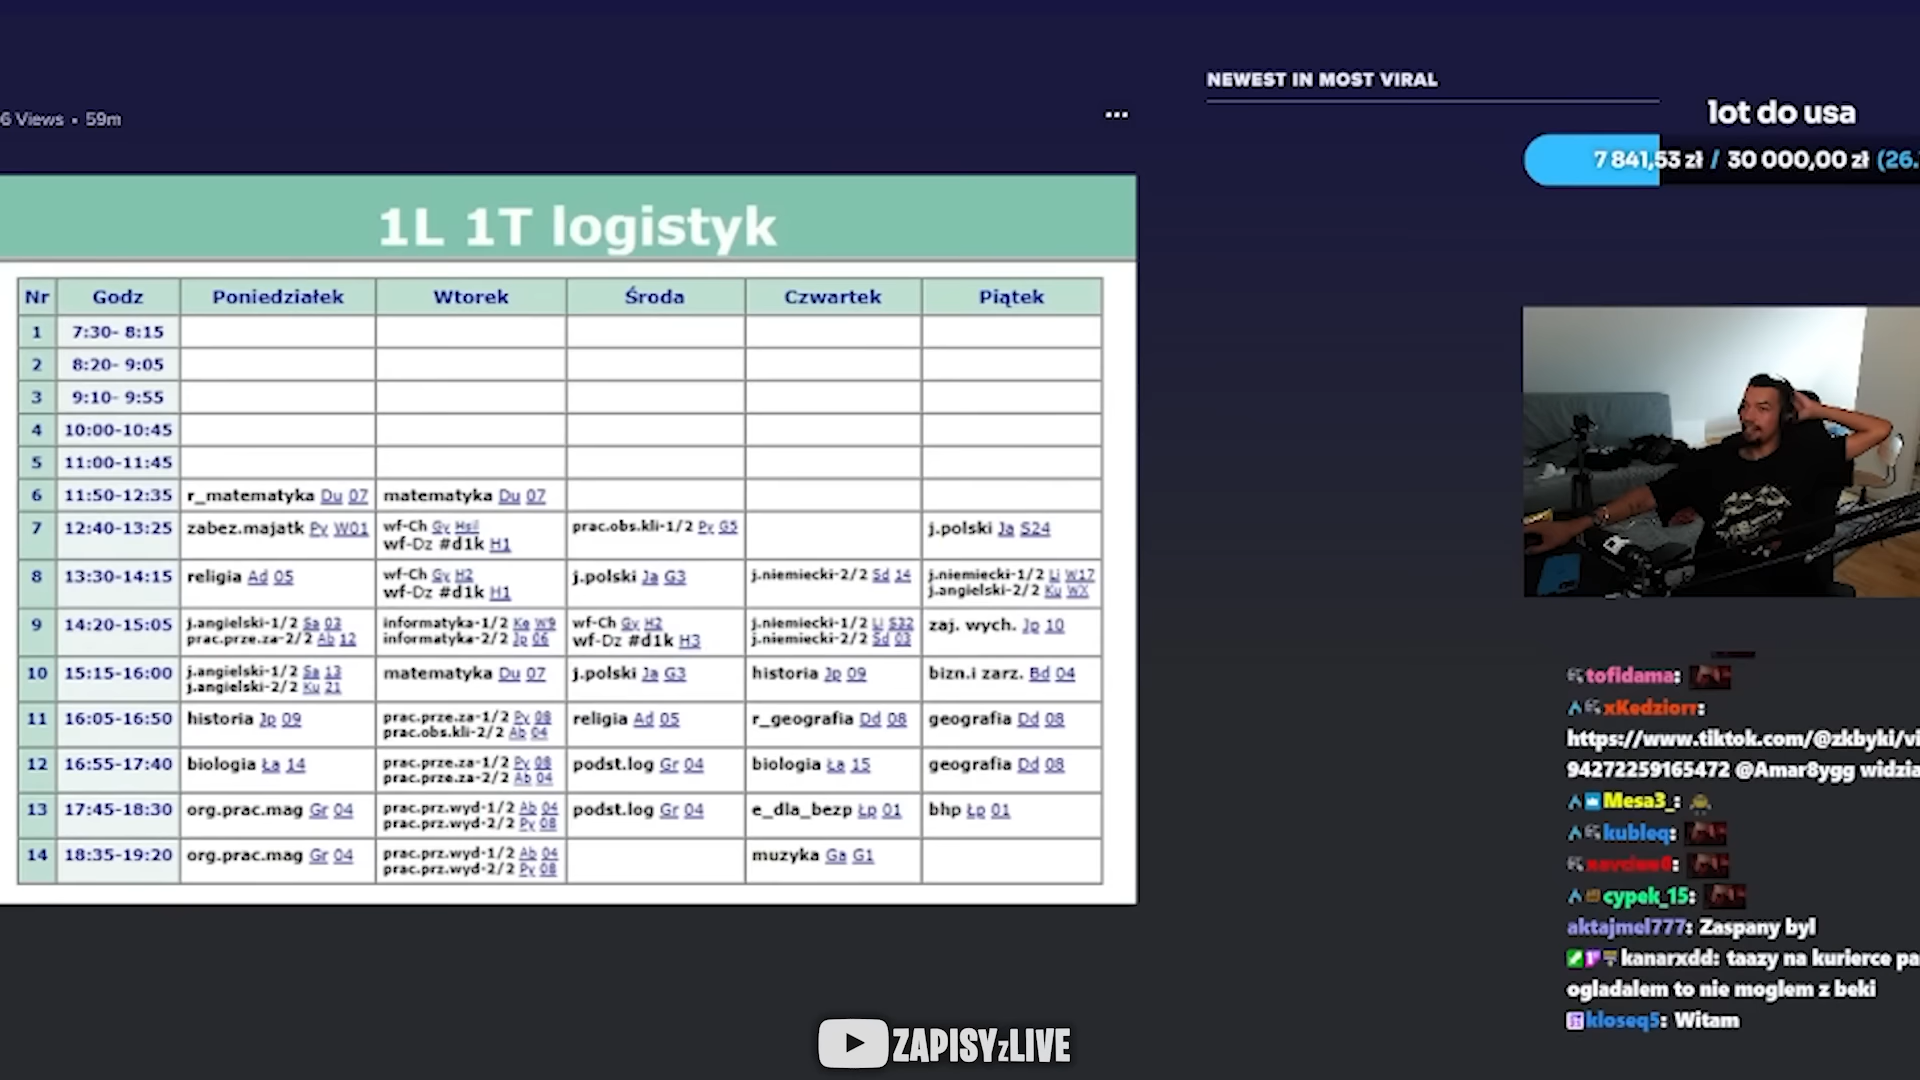 NEWEST IN MOST VIRAL
lot do usa
6 Views • 59m
...
7 841,53 zł / 30 000,00 zł (26.
1L 1T logistyk
Nr Godz Poniedziałek Wtorek Środa Czwartek Piątek
1 7:30- 8:15
2 8:20- 9:05
3 9:10- 9:55
4 10:00-10:45
5 11:00-11:45
6 11:50-12:35 r_matematyka Du 07 matematyka Du 07
7 12:40-13:25 zabez.majatk Py W01 wf-Ch Gy Hsil prac.obs.kli-1/2 Py G5 j.polski Ja S24
wf-Dz #d1k H1
8 13:30-14:15 religia Ad 05 wf-Ch Gy H2 j.polski Ja G3 j.niemiecki-2/2 Sd 14 j.niemiecki-1/2 Li W17
wf-Dz #d1k H1 j.angielski-2/2 Ku WX
9 14:20-15:05 j.angielski-1/2 Sa 03 informatyka-1/2 Ke W9 wf-Ch Gy H2 j.niemiecki-1/2 Li S32 zaj. wych. Jp 10
prac.prze.za-2/2 Ab 12 informatyka-2/2 Jp 06 wf-Dz #d1k H3 j.niemiecki-2/2 Sd 03
10 15:15-16:00 j.angielski-1/2 Sa 13 matematyka Du 07 j.polski Ja G3 historia Jp 09 bizn.i zarz. Bd 04
j.angielski-2/2 Ku 21
11 16:05-16:50 historia Jp 09 prac.prze.za-1/2 Py 08 religia Ad 05 r_geografia Dd 08 geografia Dd 08
prac.obs.kli-2/2 Ab 04
12 16:55-17:40 biologia Ła 14 prac.prze.za-1/2 Py 08 podst.log Gr 04 biologia Ła 15 geografia Dd 08
prac.prze.za-2/2 Ab 04
13 17:45-18:30 org.prac.mag Gr 04 prac.prz.wyd-1/2 Ab 04 podst.log Gr 04 e_dla_bezp Łp 01 bhp Łp 01
prac.prz.wyd-2/2 Py 08
14 18:35-19:20 org.prac.mag Gr 04 prac.prz.wyd-1/2 Ab 04 muzyka Ga G1
prac.prz.wyd-2/2 Py 08
tofldama:
xKedziorr:
https://www.tiktok.com/@zkbyki/vi
94272259165472 @Amar8ygg widzia
Mesa3_:
kubleq:
cypek_15:
aktajmel777: Zaspany byl
kanarxdd: taazy na kurierce pa
ogladalem to nie moglem z beki
kloseq5: Witam
ZAPISYzLIVE